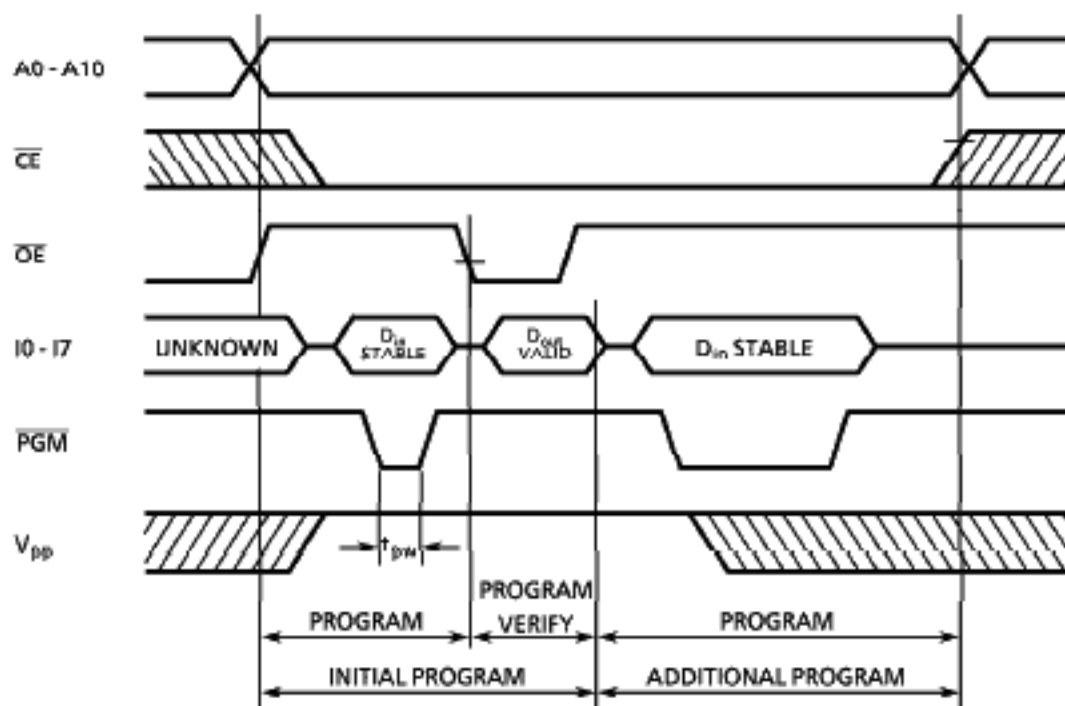 A0 - A10
CE
OE
I0 - I7
UNKNOWN
Din
STABLE
Dout
VALID
Din STABLE
PGM
Vpp
tpw
PROGRAM
PROGRAM
VERIFY
PROGRAM
INITIAL PROGRAM
ADDITIONAL PROGRAM